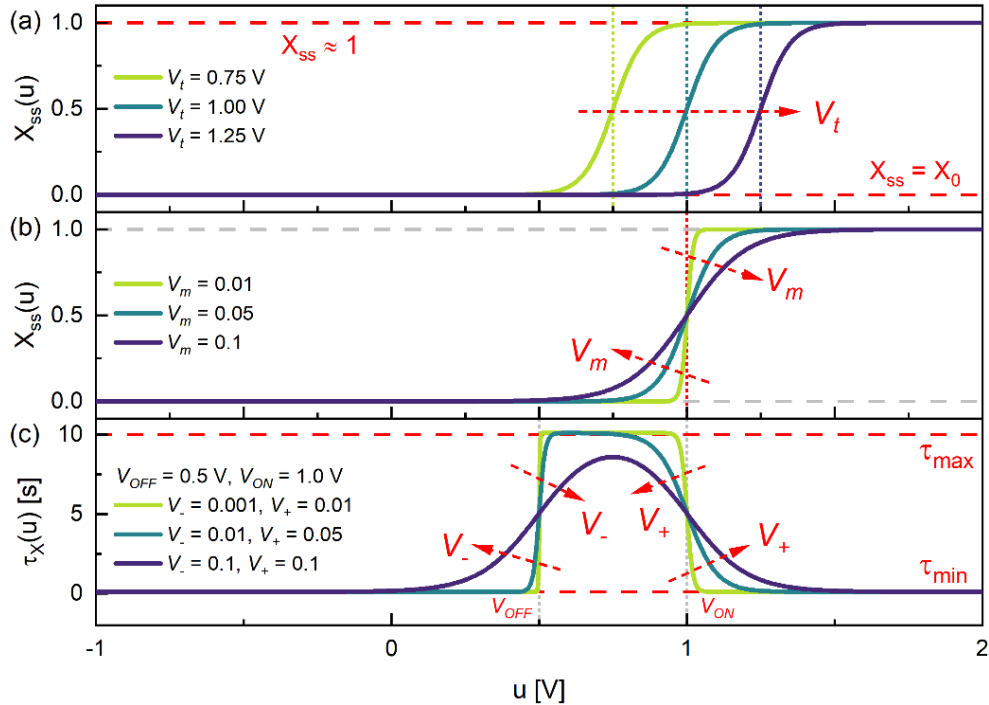 (a)
1.0
0.5
0.0
X_ss(u)
X_ss ≈ 1
V_t = 0.75 V
V_t = 1.00 V
V_t = 1.25 V
V_t
X_ss = X_0
(b)
1.0
0.5
0.0
X_ss(u)
V_m = 0.01
V_m = 0.05
V_m = 0.1
V_m
V_m
(c)
10
5
0
τ_X(u) [s]
τ_max
V_OFF = 0.5 V, V_ON = 1.0 V
V_- = 0.001, V_+ = 0.01
V_- = 0.01, V_+ = 0.05
V_- = 0.1, V_+ = 0.1
V_-
V_-
V_+
V_+
τ_min
V_OFF
V_ON
-1
0
1
2
u [V]